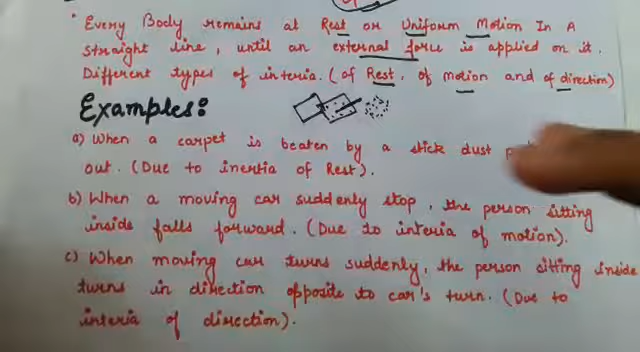 Every Body remains at Rest or Uniform Motion In A
straight line, until an external force is applied on it.
Different types of interia. (of Rest, of motion and of direction)
Examples:
a) When a carpet is beaten by a stick dust
out. (Due to inertia of Rest).
b) When a moving car suddenly stop, the person sitting
inside falls forward. (Due to interia of motion).
c) When moving car turns suddenly, the person sitting inside
turns in direction opposite to car's turn. (Due to
interia of direction).